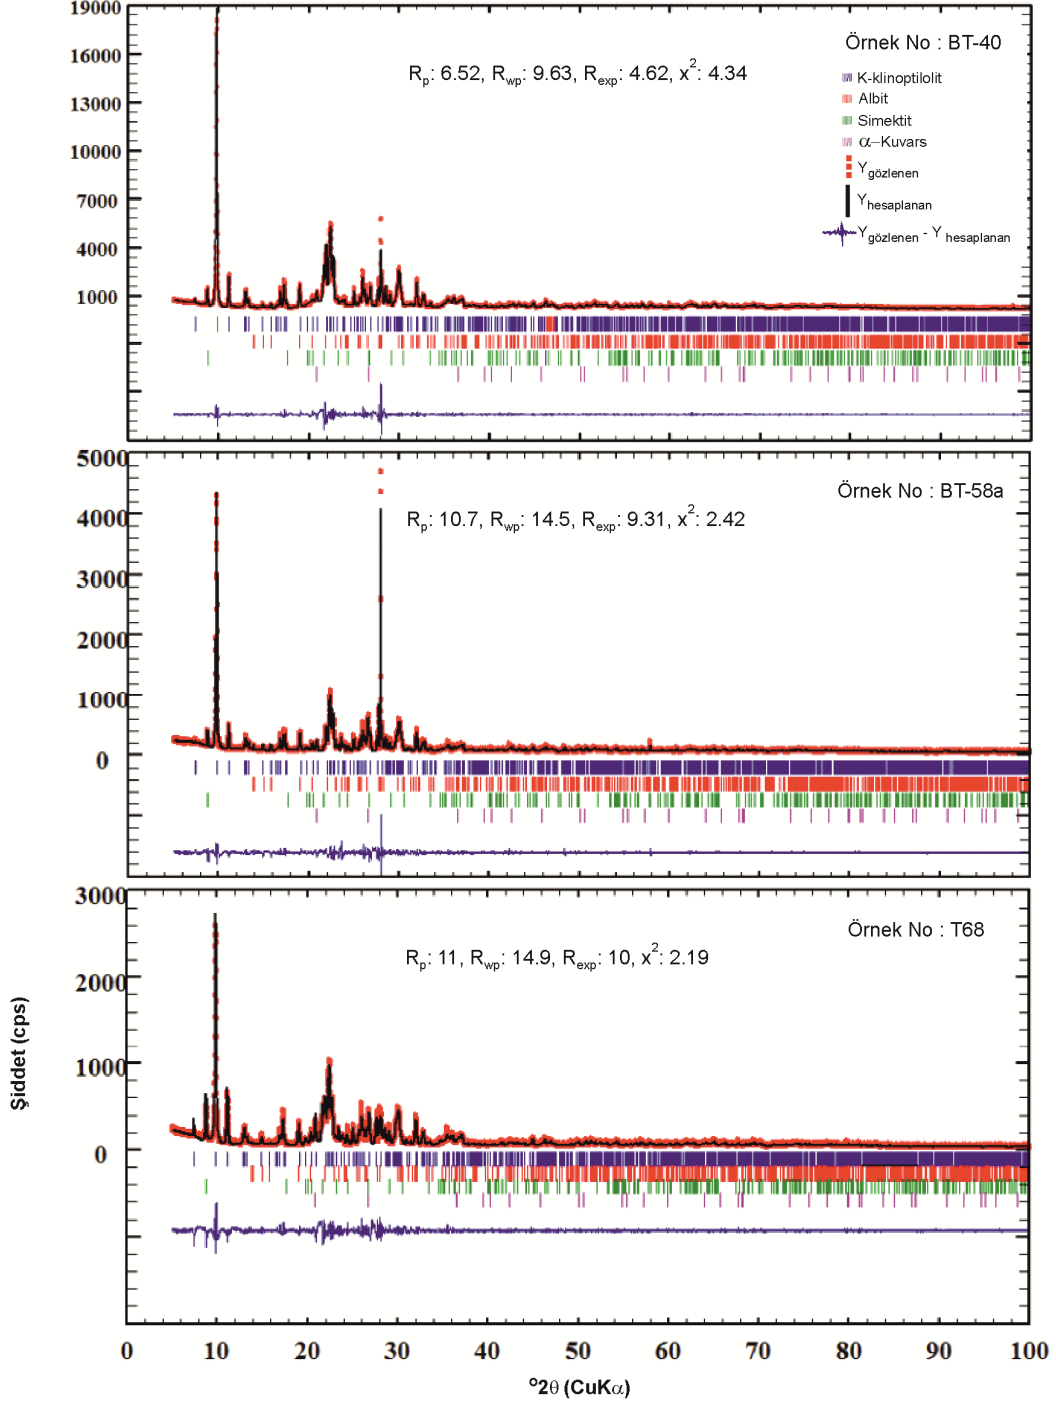 19000
16000
13000
10000
7000
4000
1000
Örnek No : BT-40
Rp: 6.52, Rwp: 9.63, Rexp: 4.62, x²: 4.34
K-klinoptilolit
Albit
Simektit
α–Kuvars
Ygözlenen
Yhesaplanan
Ygözlenen - Yhesaplanan
5000
4000
3000
2000
1000
0
Örnek No : BT-58a
Rp: 10.7, Rwp: 14.5, Rexp: 9.31, x²: 2.42
3000
2000
1000
0
Örnek No : T68
Rp: 11, Rwp: 14.9, Rexp: 10, x²: 2.19
Şiddet (cps)
0 10 20 30 40 50 60 70 80 90 100
°2θ (CuKα)